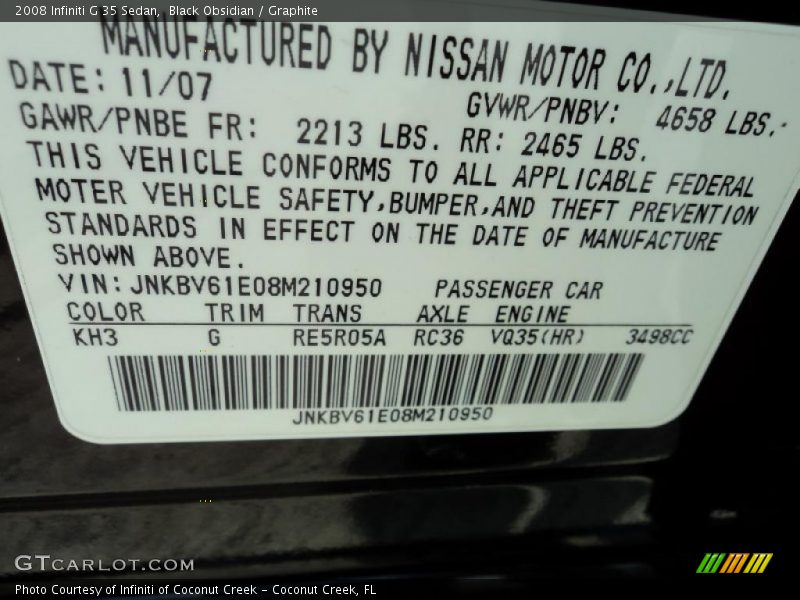 2008 Infiniti G 35 Sedan, Black Obsidian / Graphite
MANUFACTURED BY NISSAN MOTOR CO.,LTD.
DATE: 11/07 GVWR/PNBV: 4658 LBS.
GAWR/PNBE FR: 2213 LBS. RR: 2465 LBS.
THIS VEHICLE CONFORMS TO ALL APPLICABLE FEDERAL
MOTER VEHICLE SAFETY,BUMPER,AND THEFT PREVENTION
STANDARDS IN EFFECT ON THE DATE OF MANUFACTURE
SHOWN ABOVE.
VIN: JNKBV61E08M210950 PASSENGER CAR
COLOR TRIM TRANS AXLE ENGINE
KH3 G RE5R05A RC36 VQ35(HR) 3498CC
JNKBV61E08M210950
GTCARLOT.COM
Photo Courtesy of Infiniti of Coconut Creek - Coconut Creek, FL